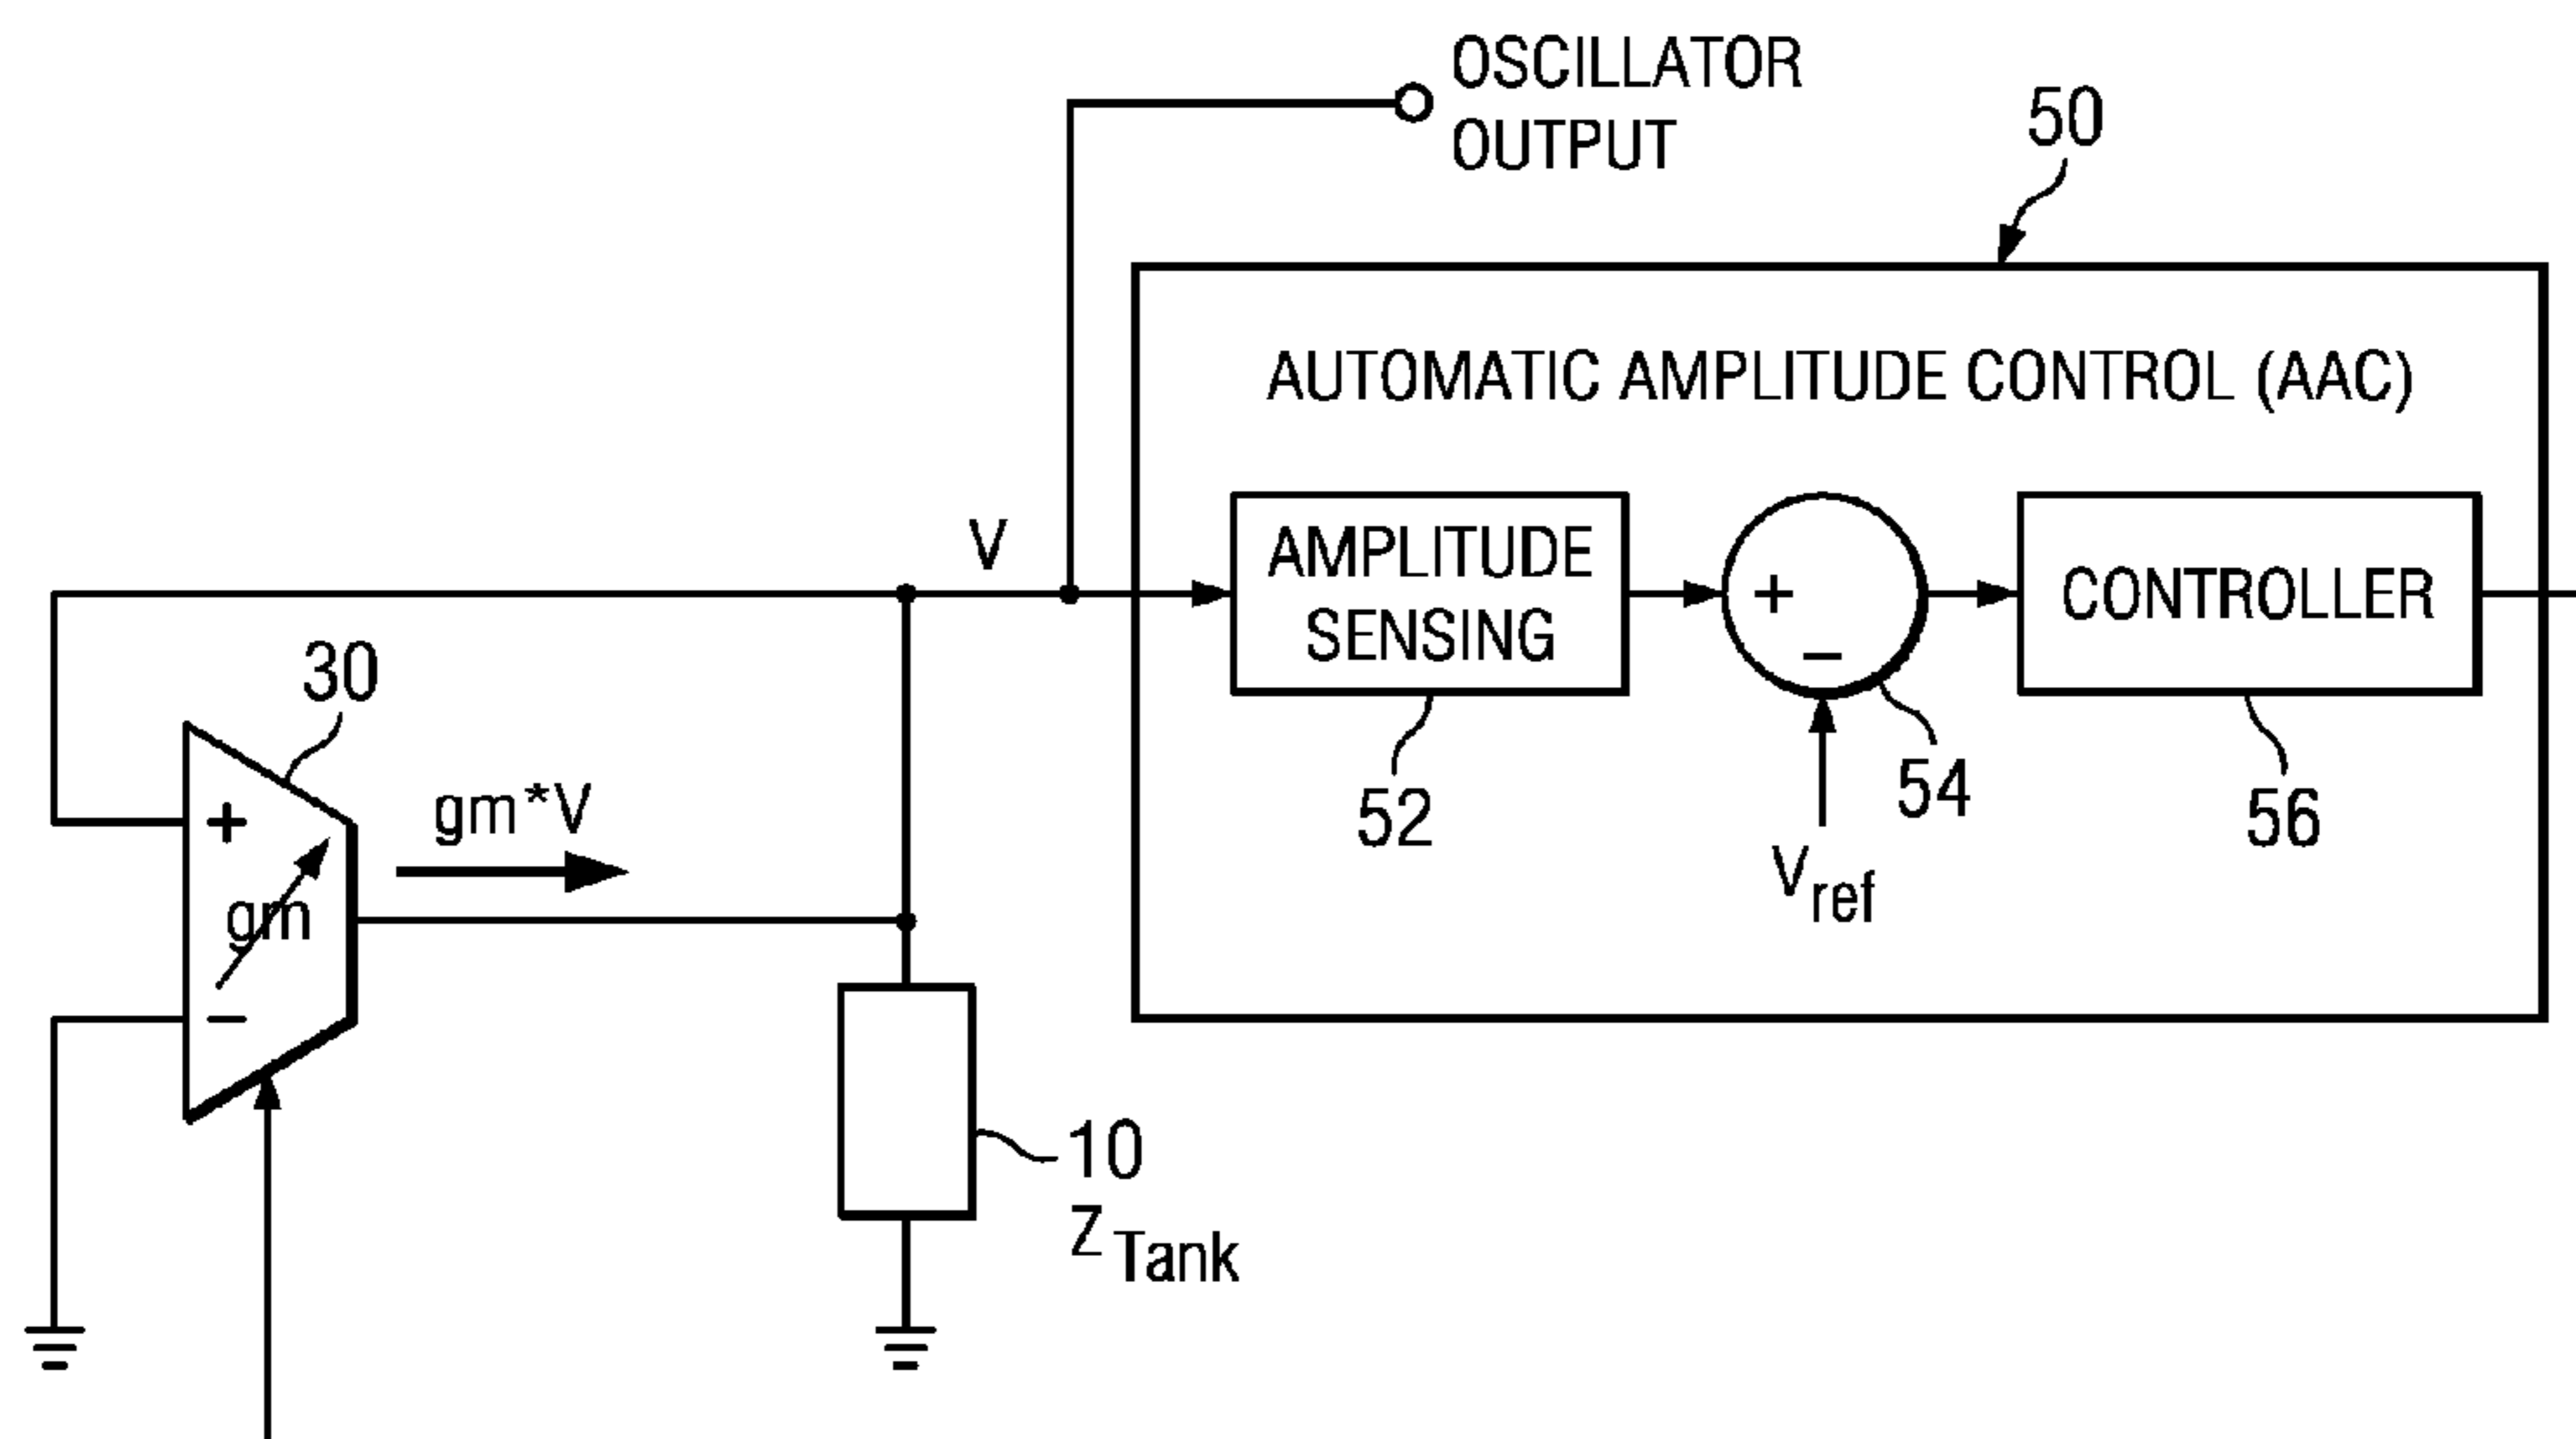 OSCILLATOR
OUTPUT
50
AUTOMATIC AMPLITUDE CONTROL (AAC)
V
AMPLITUDE
SENSING
+
−
CONTROLLER
30
52
54
56
Vref
gm*V
+
gm
−
10
ZTank